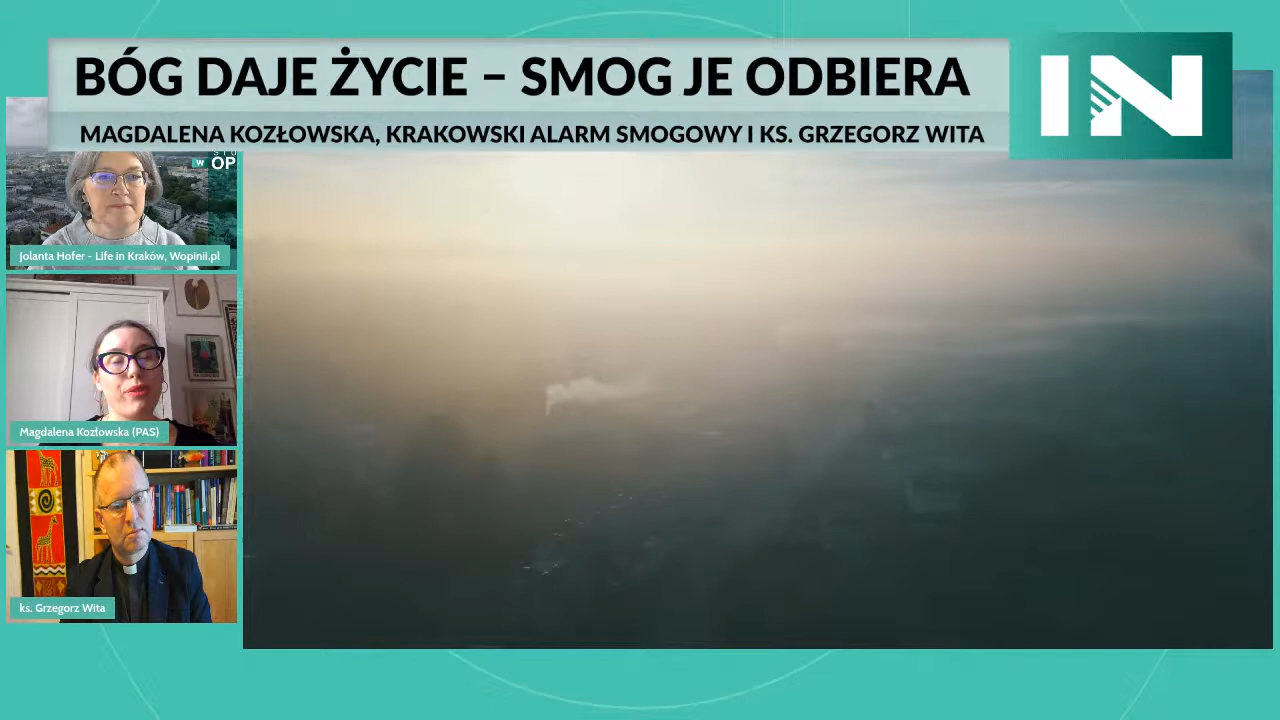 BÓG DAJE ŻYCIE – SMOG JE ODBIERA
MAGDALENA KOZŁOWSKA, KRAKOWSKI ALARM SMOGOWY I KS. GRZEGORZ WITA
IN
W OP
Jolanta Hofer - Life in Kraków, Wopinii.pl
Magdalena Kozłowska (PAS)
ks. Grzegorz Wita